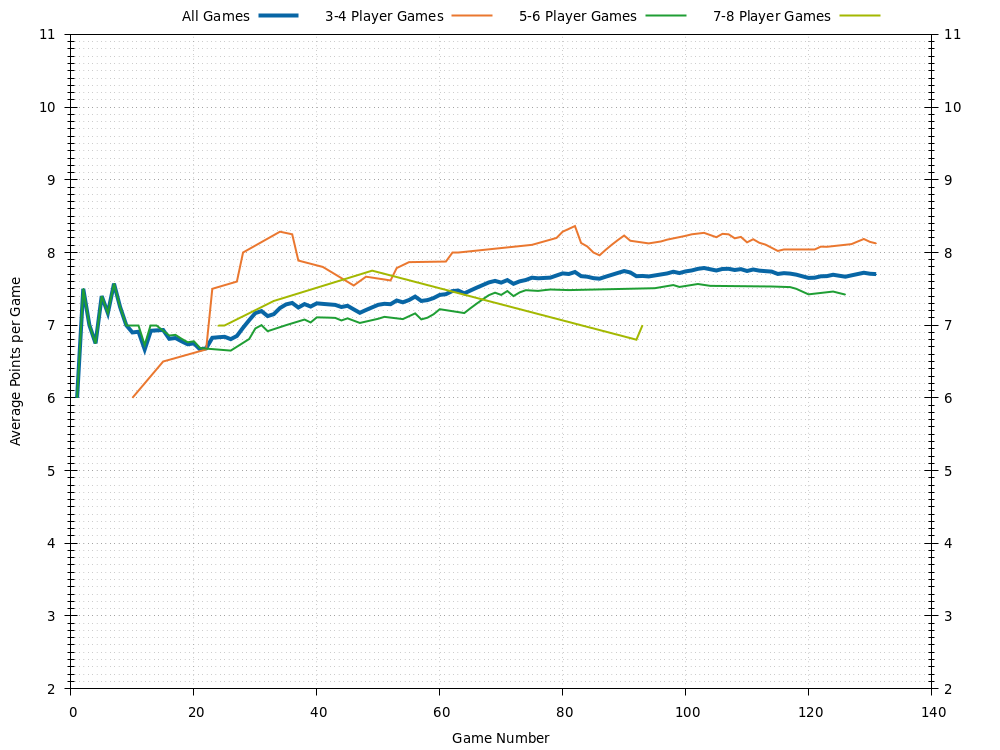 All Games 3-4 Player Games 5-6 Player Games 7-8 Player Games
11 11
10 10
9 9
8 8
7 7
6 6
5 5
4 4
3 3
2 2
Average Points per Game
0 20 40 60 80 100 120 140
Game Number